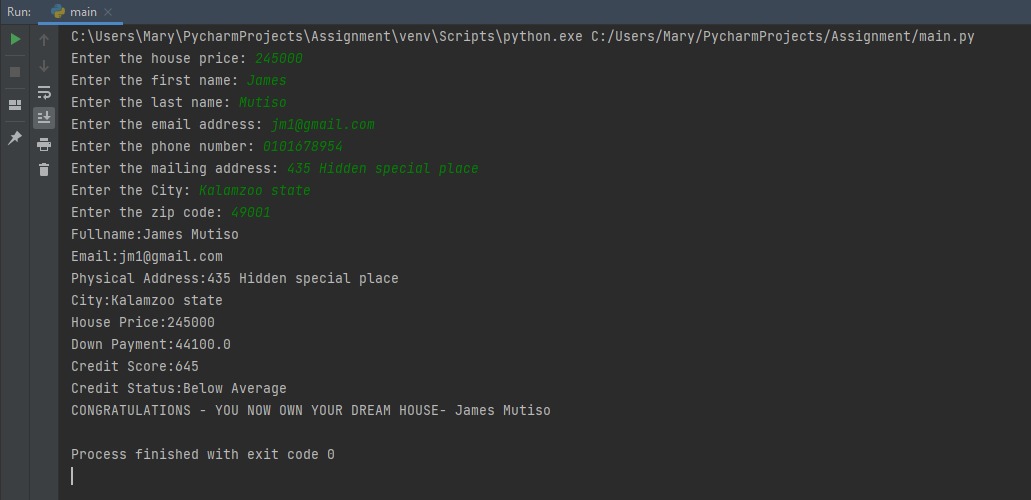 Run: main
C:\Users\Mary\PycharmProjects\Assignment\venv\Scripts\python.exe C:/Users/Mary/PycharmProjects/Assignment/main.py
Enter the house price: 245000
Enter the first name: James
Enter the last name: Mutiso
Enter the email address: jm1@gmail.com
Enter the phone number: 0101678954
Enter the mailing address: 435 Hidden special place
Enter the City: Kalamzoo state
Enter the zip code: 49001
Fullname:James Mutiso
Email:jm1@gmail.com
Physical Address:435 Hidden special place
City:Kalamzoo state
House Price:245000
Down Payment:44100.0
Credit Score:645
Credit Status:Below Average
CONGRATULATIONS - YOU NOW OWN YOUR DREAM HOUSE- James Mutiso
Process finished with exit code 0